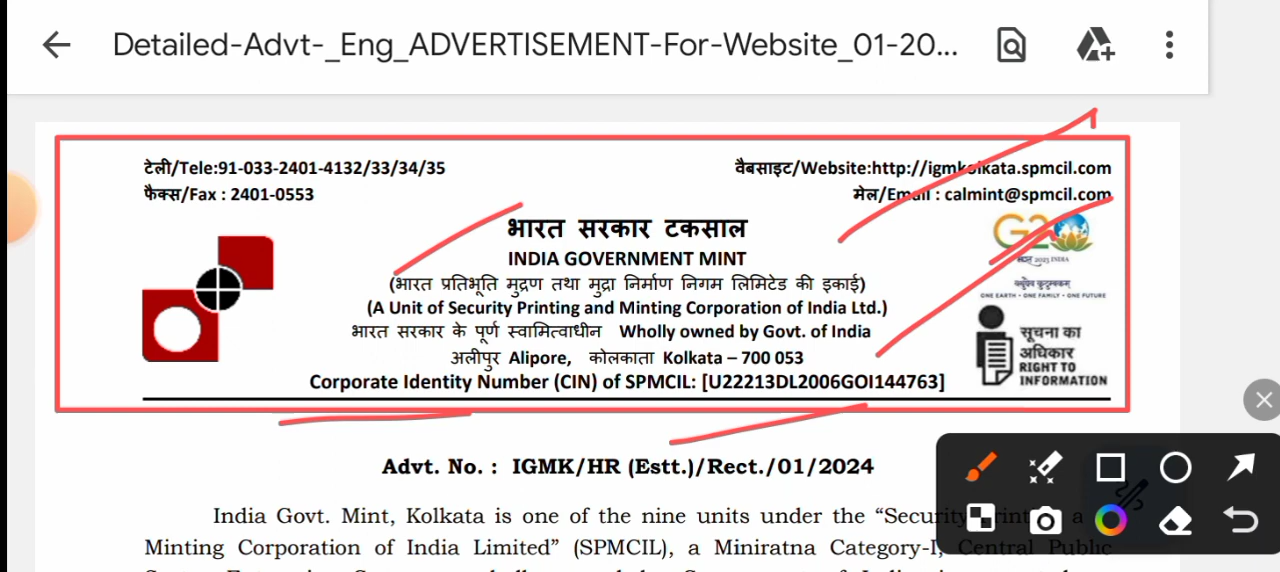 Detailed-Advt-_Eng_ADVERTISEMENT-For-Website_01-20...
टेली/Tele:91-033-2401-4132/33/34/35
वैबसाइट/Website:http://igmkolkata.spmcil.com
फैक्स/Fax : 2401-0553
मेल/Email : calmint@spmcil.com
भारत सरकार टकसाल
INDIA GOVERNMENT MINT
(भारत प्रतिभूति मुद्रण तथा मुद्रा निर्माण निगम लिमिटेड की इकाई)
(A Unit of Security Printing and Minting Corporation of India Ltd.)
भारत सरकार के पूर्ण स्वामित्वाधीन Wholly owned by Govt. of India
अलीपुर Alipore, कोलकाता Kolkata – 700 053
Corporate Identity Number (CIN) of SPMCIL: [U22213DL2006GOI144763]
G20
2023 INDIA
वसुधैव कुटुम्बकम्
ONE EARTH • ONE FAMILY • ONE FUTURE
सूचना का
अधिकार
RIGHT TO
INFORMATION
Advt. No. : IGMK/HR (Estt.)/Rect./01/2024
India Govt. Mint, Kolkata is one of the nine units under the “Security
Minting Corporation of India Limited” (SPMCIL), a Miniratna Category-I, Central Public